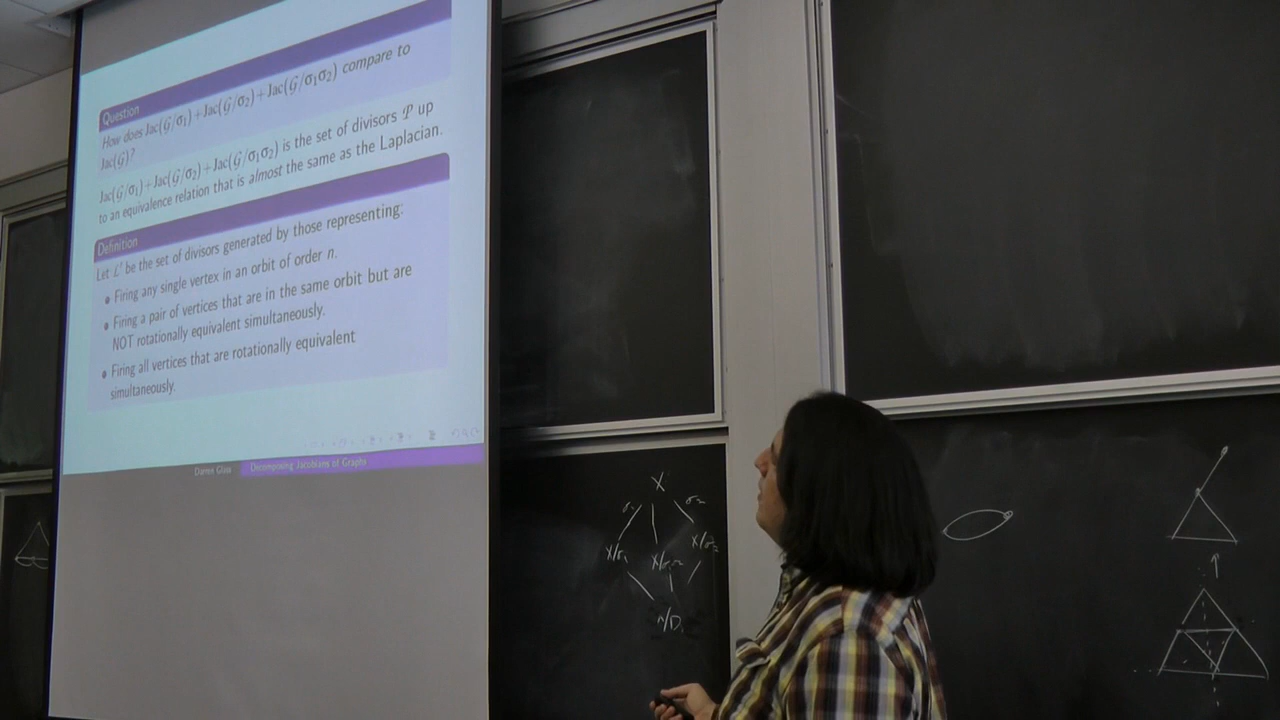 Question
How does Jac(G/σ₁)+Jac(G/σ₂)+Jac(G/σ₁σ₂) compare to
Jac(G)?
Jac(G/σ₁)+Jac(G/σ₂)+Jac(G/σ₁σ₂) is the set of divisors P up
to an equivalence relation that is almost the same as the Laplacian.
Definition
Let L' be the set of divisors generated by those representing:
• Firing any single vertex in an orbit of order n.
• Firing a pair of vertices that are in the same orbit but are
NOT rotationally equivalent simultaneously.
• Firing all vertices that are rotationally equivalent
simultaneously.
Darren Glass Decomposing Jacobians of Graphs
X
σ₁ σ₂
X/σ₁ X/σ₂